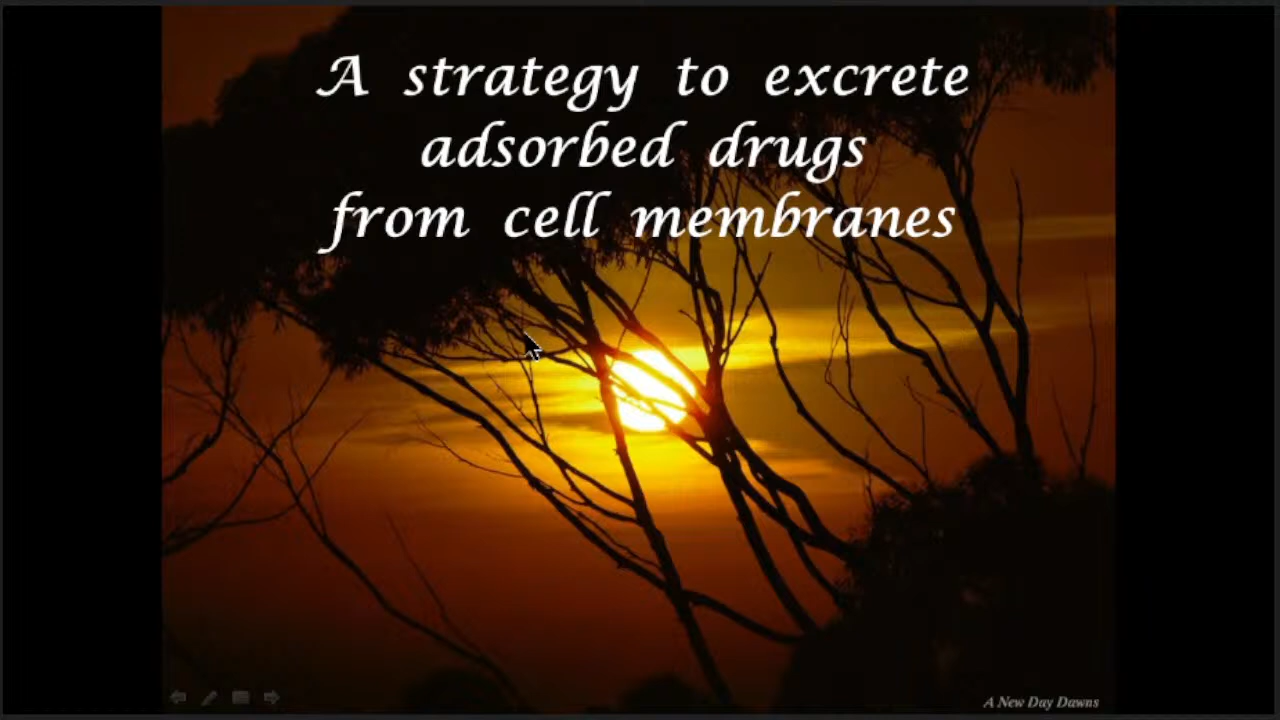 A strategy to excrete
adsorbed drugs
from cell membranes
A New Day Dawns